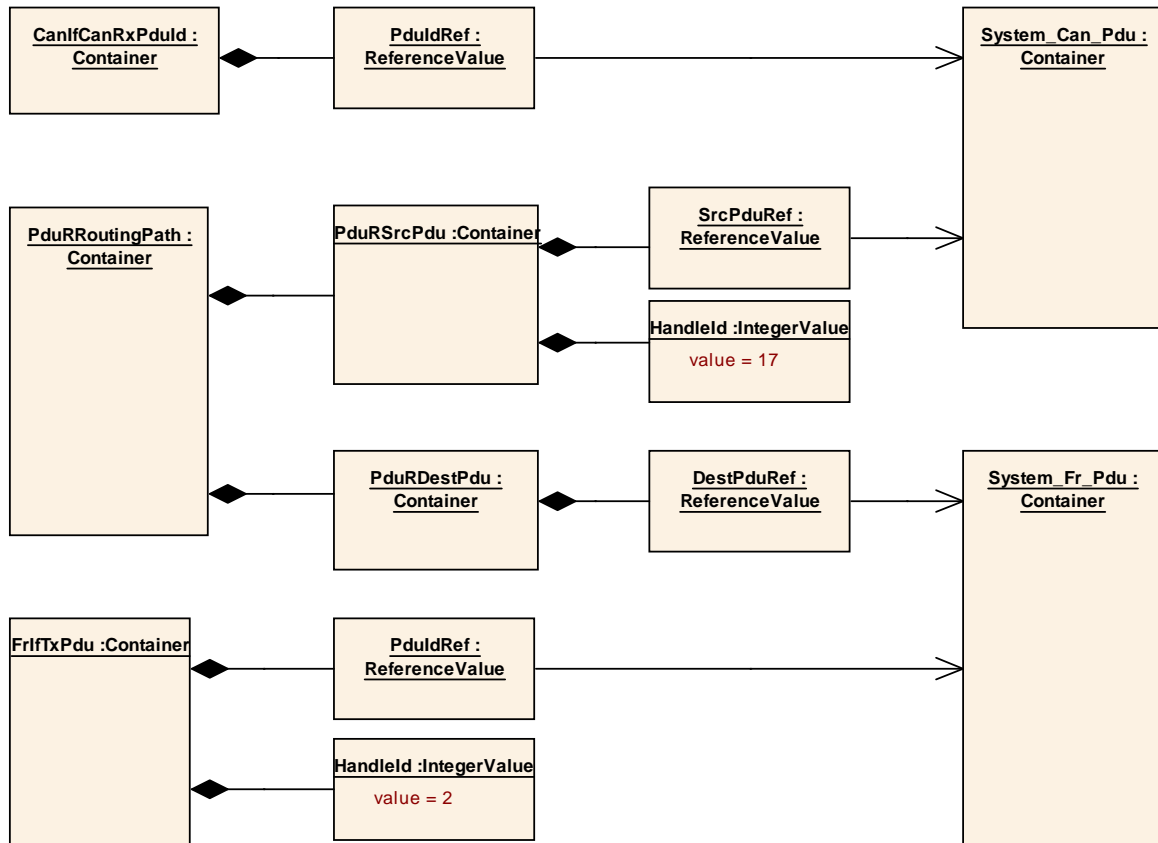 CanIfCanRxPduId :
Container
PduIdRef :
ReferenceValue
System_Can_Pdu :
Container
PduRRoutingPath :
Container
PduRSrcPdu :Container
SrcPduRef :
ReferenceValue
HandleId :IntegerValue
value = 17
PduRDestPdu :
Container
DestPduRef :
ReferenceValue
System_Fr_Pdu :
Container
FrIfTxPdu :Container
PduIdRef :
ReferenceValue
HandleId :IntegerValue
value = 2